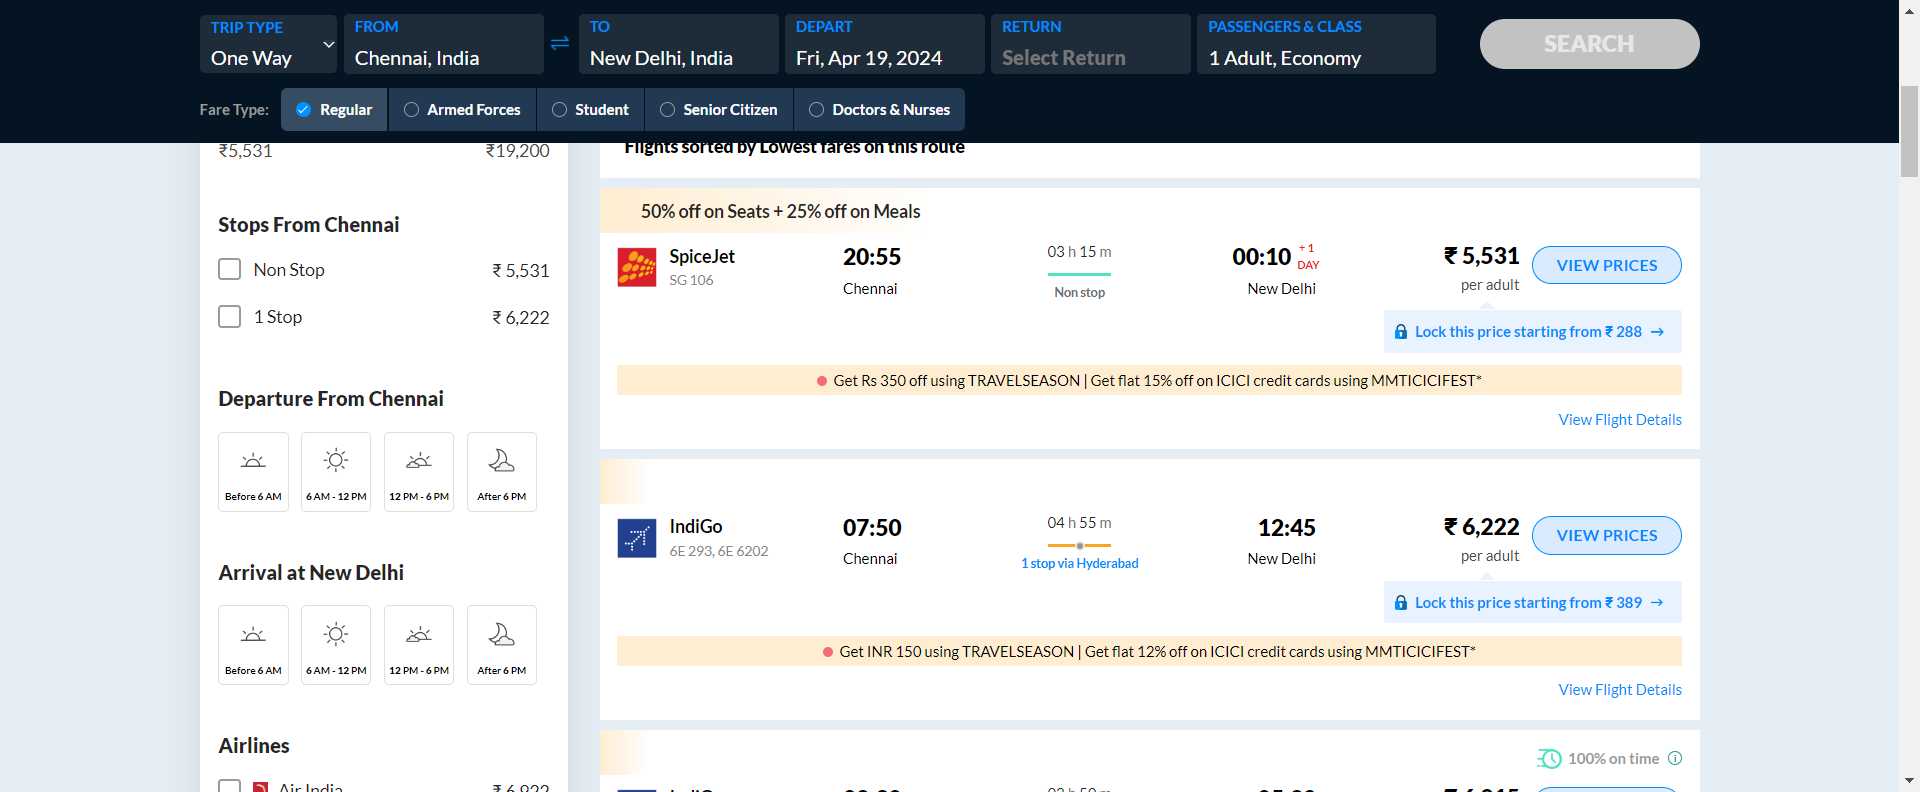 TRIP TYPE
One Way
FROM
Chennai, India
TO
New Delhi, India
DEPART
Fri, Apr 19, 2024
RETURN
Select Return
PASSENGERS & CLASS
1 Adult, Economy
SEARCH
Fare Type:
Regular
Armed Forces
Student
Senior Citizen
Doctors & Nurses
₹5,531 ₹19,200
Stops From Chennai
Non Stop ₹ 5,531
1 Stop ₹ 6,222
Departure From Chennai
Before 6 AM
6 AM - 12 PM
12 PM - 6 PM
After 6 PM
Arrival at New Delhi
Before 6 AM
6 AM - 12 PM
12 PM - 6 PM
After 6 PM
Airlines
Air India ₹ 6,922
Flights sorted by Lowest fares on this route
50% off on Seats + 25% off on Meals
SpiceJet
SG 106
20:55
Chennai
03 h 15 m
Non stop
00:10 + 1 DAY
New Delhi
₹ 5,531
per adult
VIEW PRICES
Lock this price starting from ₹ 288 →
Get Rs 350 off using TRAVELSEASON | Get flat 15% off on ICICI credit cards using MMTICICIFEST*
View Flight Details
IndiGo
6E 293, 6E 6202
07:50
Chennai
04 h 55 m
1 stop via Hyderabad
12:45
New Delhi
₹ 6,222
per adult
VIEW PRICES
Lock this price starting from ₹ 389 →
Get INR 150 using TRAVELSEASON | Get flat 12% off on ICICI credit cards using MMTICICIFEST*
View Flight Details
100% on time